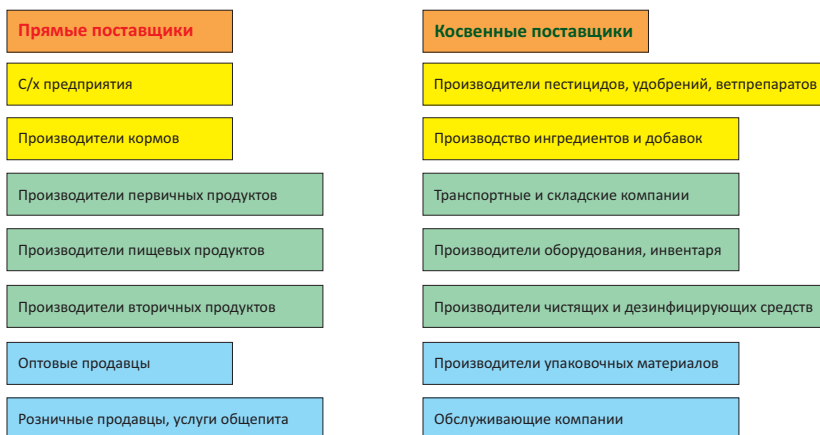 Прямые поставщики
С/х предприятия
Производители кормов
Производители первичных продуктов
Производители пищевых продуктов
Производители вторичных продуктов
Оптовые продавцы
Розничные продавцы, услуги общепита
Косвенные поставщики
Производители пестицидов, удобрений, ветпрепаратов
Производство ингредиентов и добавок
Транспортные и складские компании
Производители оборудования, инвентаря
Производители чистящих и дезинфицирующих средств
Производители упаковочных материалов
Обслуживающие компании